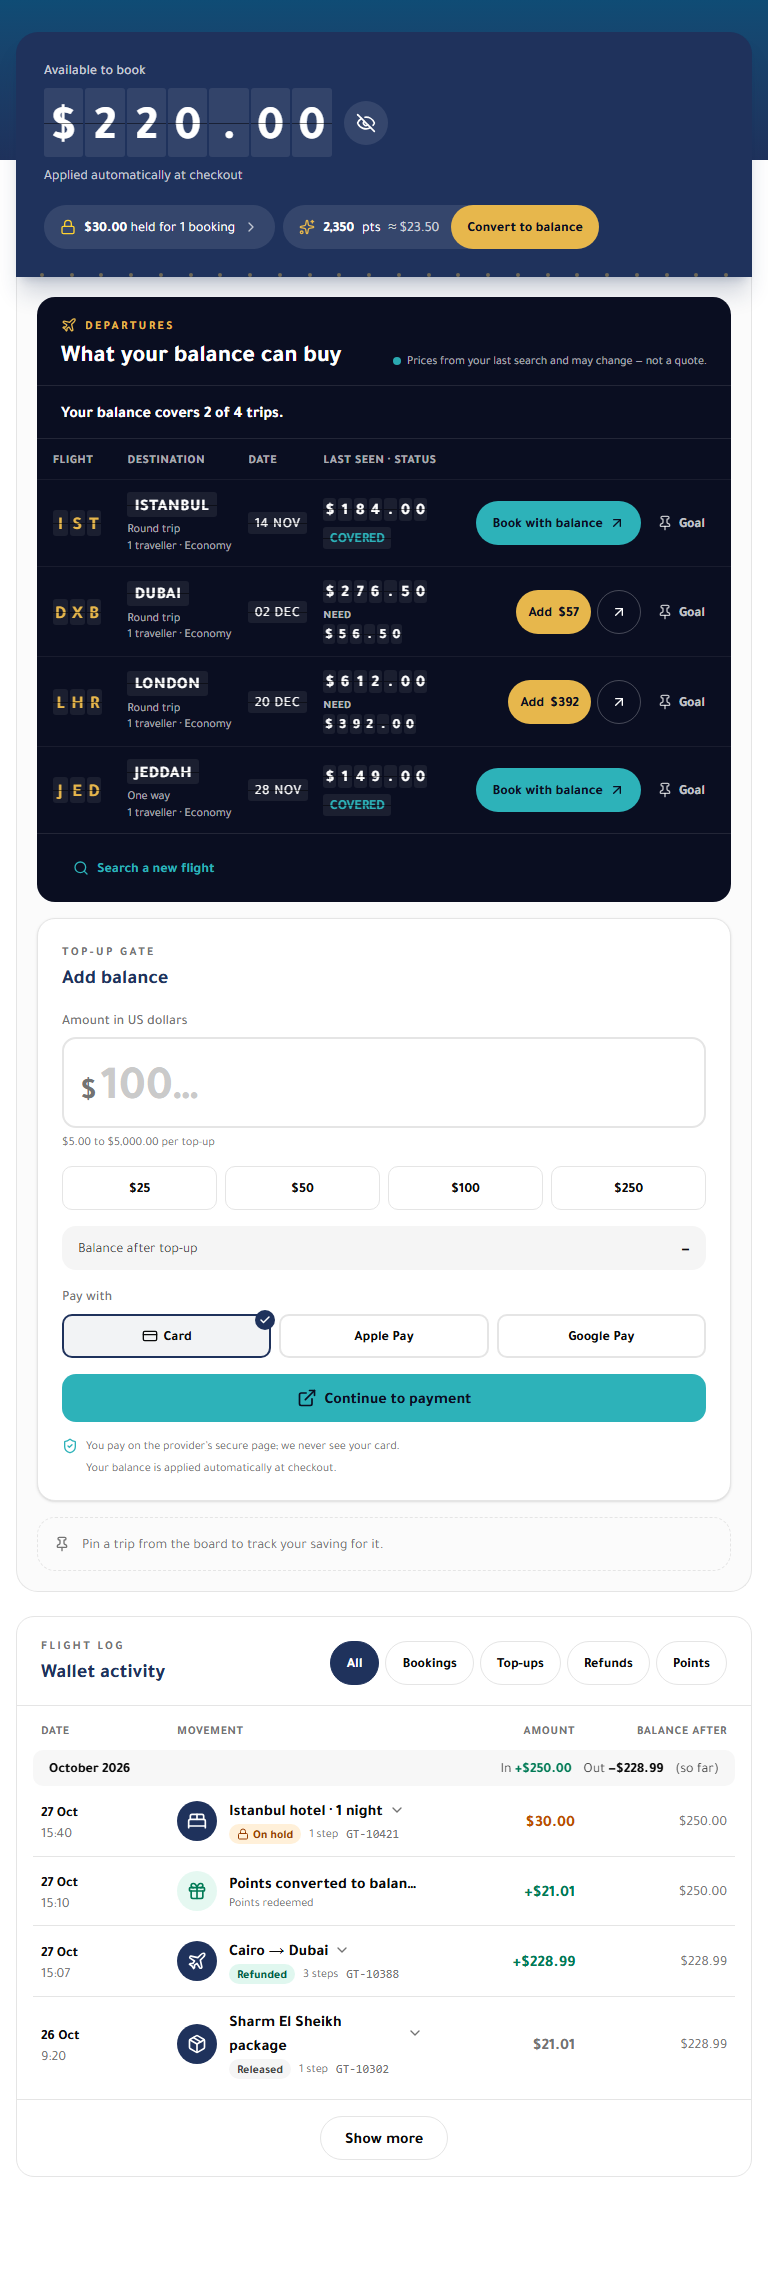 Available to book
$220.00
Applied automatically at checkout
$30.00 held for 1 booking
2,350 pts ≈ $23.50
Convert to balance
DEPARTURES
What your balance can buy
Prices from your last search and may change – not a quote.
Your balance covers 2 of 4 trips.
FLIGHT DESTINATION DATE LAST SEEN · STATUS
IST
ISTANBUL
Round trip
1 traveller · Economy
14 NOV
$184.00
COVERED
Book with balance
Goal
DXB
DUBAI
Round trip
1 traveller · Economy
02 DEC
$276.50
NEED
$56.50
Add $57
Goal
LHR
LONDON
Round trip
1 traveller · Economy
20 DEC
$612.00
NEED
$392.00
Add $392
Goal
JED
JEDDAH
One way
1 traveller · Economy
28 NOV
$149.00
COVERED
Book with balance
Goal
Search a new flight
TOP-UP GATE
Add balance
Amount in US dollars
$ 100...
$5.00 to $5,000.00 per top-up
$25 $50 $100 $250
Balance after top-up –
Pay with
Card Apple Pay Google Pay
Continue to payment
You pay on the provider's secure page; we never see your card.
Your balance is applied automatically at checkout.
Pin a trip from the board to track your saving for it.
FLIGHT LOG
Wallet activity
All Bookings Top-ups Refunds Points
DATE MOVEMENT AMOUNT BALANCE AFTER
October 2026 In +$250.00 Out −$228.99 (so far)
27 Oct
15:40
Istanbul hotel · 1 night
On hold 1 step GT-10421
$30.00
$250.00
27 Oct
15:10
Points converted to balan…
Points redeemed
+$21.01
$250.00
27 Oct
15:07
Cairo → Dubai
Refunded 3 steps GT-10388
+$228.99
$228.99
26 Oct
9:20
Sharm El Sheikh
package
Released 1 step GT-10302
$21.01
$228.99
Show more